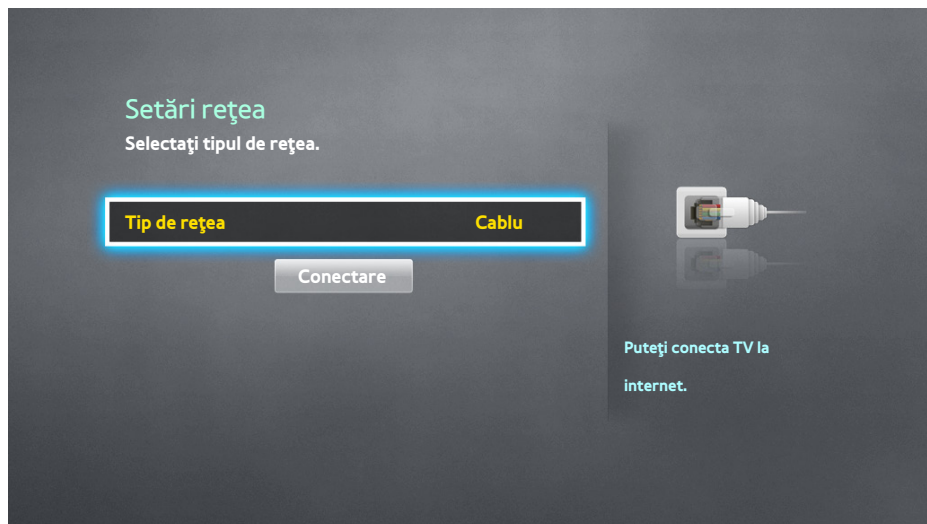 Setări reţea
Selectaţi tipul de reţea.
Tip de reţea Cablu
Conectare
Puteţi conecta TV la
internet.